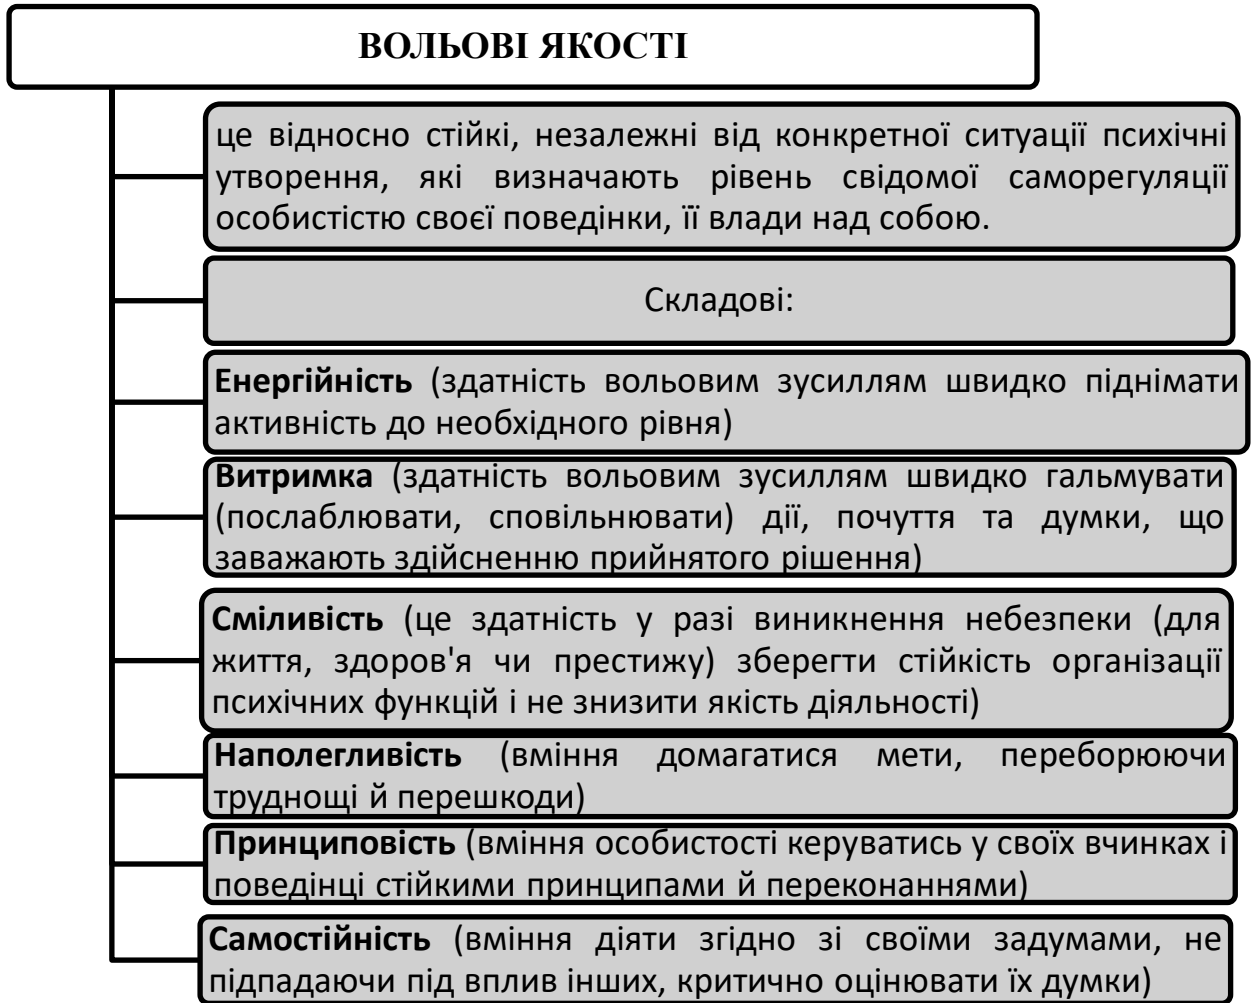 ВОЛЬОВІ ЯКОСТІ
це відносно стійкі, незалежні від конкретної ситуації психічні
утворення, які визначають рівень свідомої саморегуляції
особистістю своєї поведінки, її влади над собою.
Складові:
Енергійність (здатність вольовим зусиллям швидко піднімати
активність до необхідного рівня)
Витримка (здатність вольовим зусиллям швидко гальмувати
(послаблювати, сповільнювати) дії, почуття та думки, що
заважають здійсненню прийнятого рішення)
Сміливість (це здатність у разі виникнення небезпеки (для
життя, здоров'я чи престижу) зберегти стійкість організації
психічних функцій і не знизити якість діяльності)
Наполегливість (вміння домагатися мети, переборюючи
труднощі й перешкоди)
Принциповість (вміння особистості керуватись у своїх вчинках і
поведінці стійкими принципами й переконаннями)
Самостійність (вміння діяти згідно зі своїми задумами, не
підпадаючи під вплив інших, критично оцінювати їх думки)